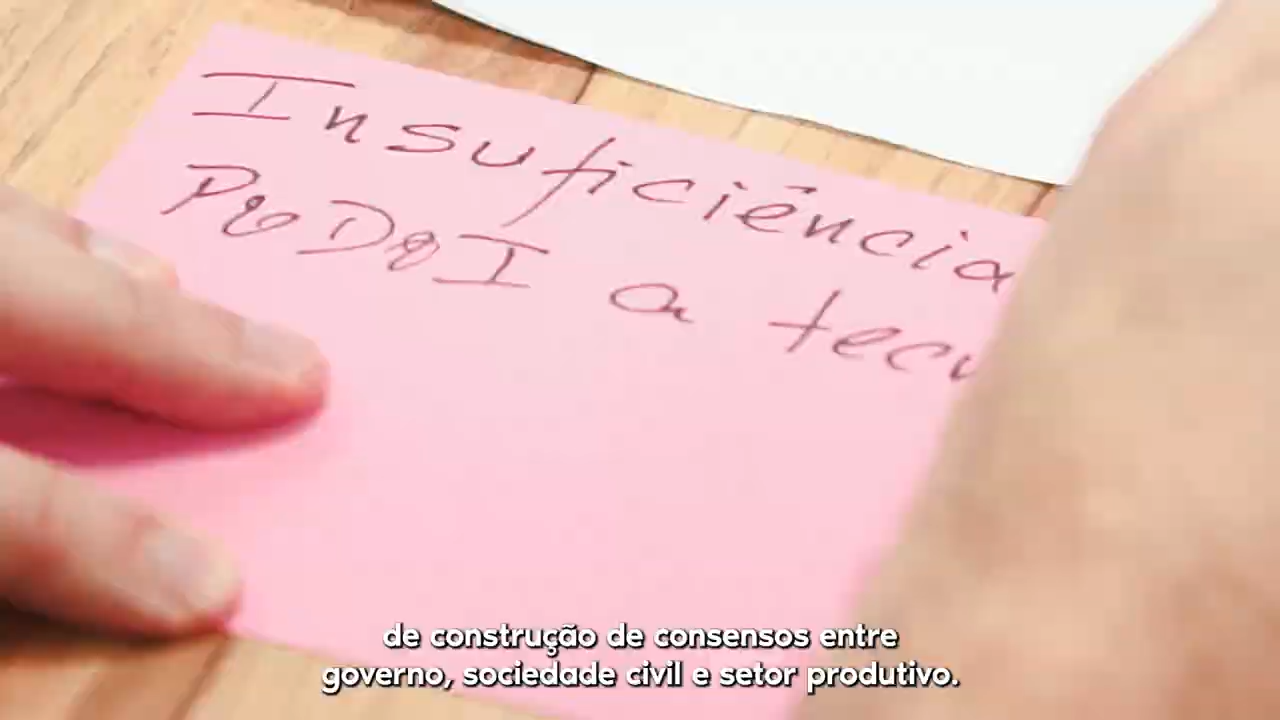 Insuficiência
a
de construção de consensos entre
governo, sociedade civil e setor produtivo.